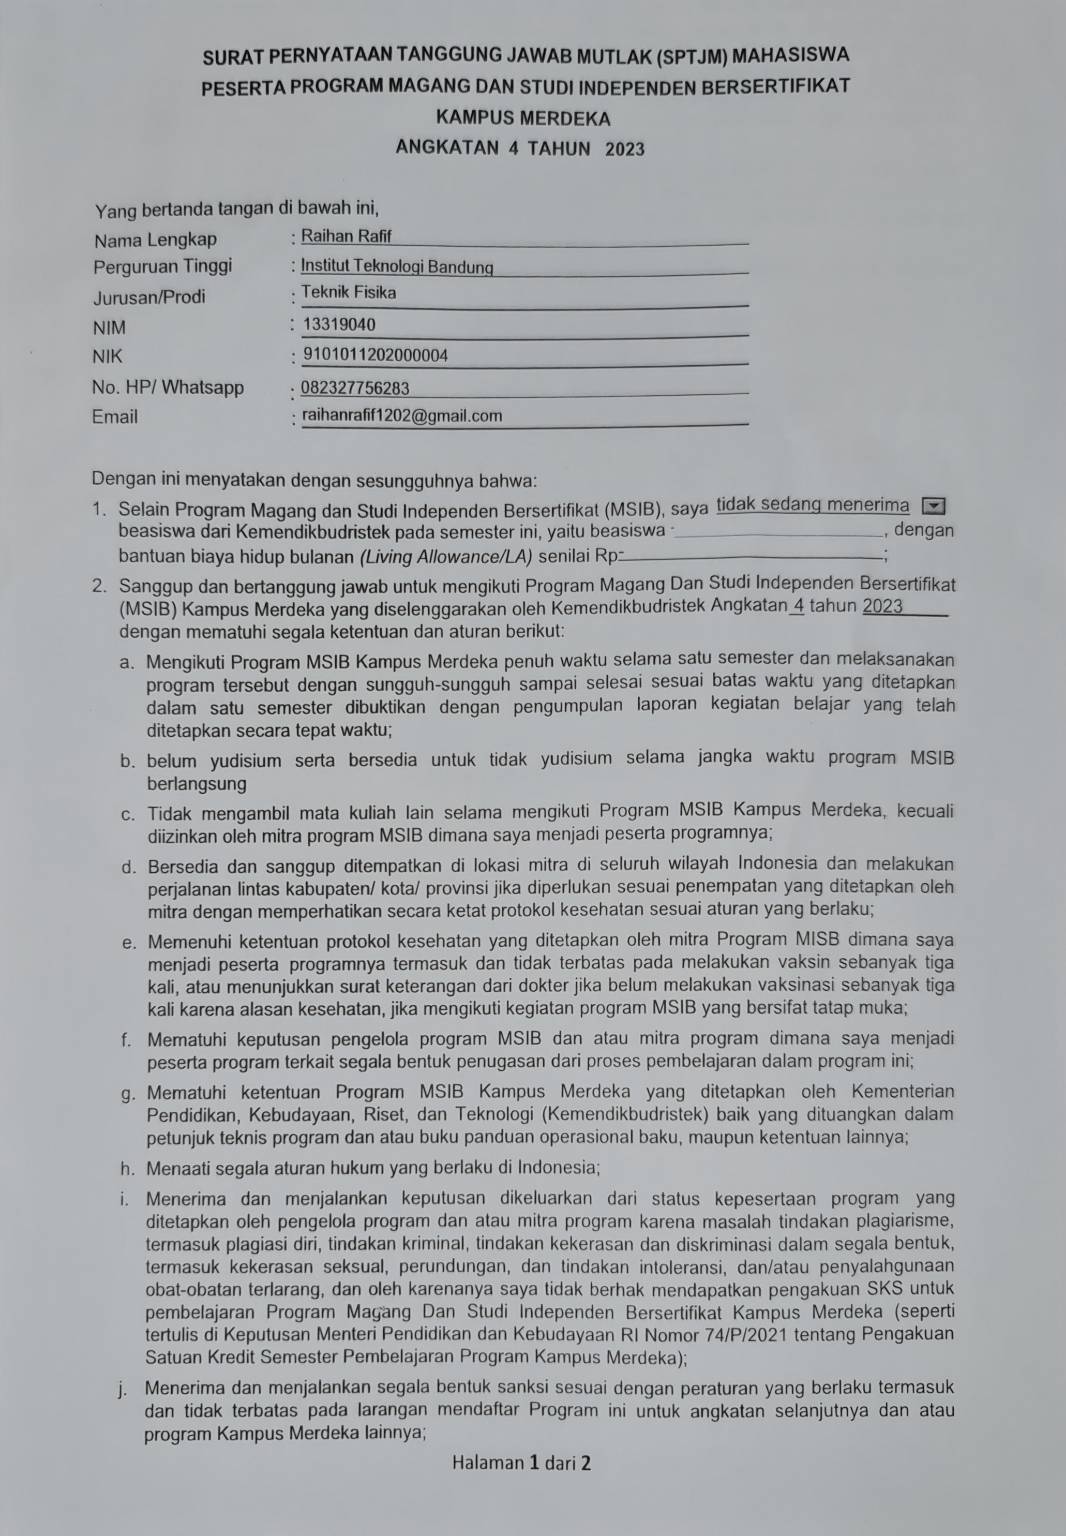 SURAT PERNYATAAN TANGGUNG JAWAB MUTLAK (SPTJM) MAHASISWA
PESERTA PROGRAM MAGANG DAN STUDI INDEPENDEN BERSERTIFIKAT
KAMPUS MERDEKA
ANGKATAN 4 TAHUN 2023
Yang bertanda tangan di bawah ini,
Nama Lengkap : Raihan Rafif
Perguruan Tinggi : Institut Teknologi Bandung
Jurusan/Prodi : Teknik Fisika
NIM : 13319040
NIK : 9101011202000004
No. HP/ Whatsapp : 082327756283
Email : raihanrafif1202@gmail.com
Dengan ini menyatakan dengan sesungguhnya bahwa:
1. Selain Program Magang dan Studi Independen Bersertifikat (MSIB), saya tidak sedang menerima
beasiswa dari Kemendikbudristek pada semester ini, yaitu beasiswa -____________________, dengan
bantuan biaya hidup bulanan (Living Allowance/LA) senilai Rp-____________________;
2. Sanggup dan bertanggung jawab untuk mengikuti Program Magang Dan Studi Independen Bersertifikat
(MSIB) Kampus Merdeka yang diselenggarakan oleh Kemendikbudristek Angkatan 4 tahun 2023
dengan mematuhi segala ketentuan dan aturan berikut:
a. Mengikuti Program MSIB Kampus Merdeka penuh waktu selama satu semester dan melaksanakan
program tersebut dengan sungguh-sungguh sampai selesai sesuai batas waktu yang ditetapkan
dalam satu semester dibuktikan dengan pengumpulan laporan kegiatan belajar yang telah
ditetapkan secara tepat waktu;
b. belum yudisium serta bersedia untuk tidak yudisium selama jangka waktu program MSIB
berlangsung
c. Tidak mengambil mata kuliah lain selama mengikuti Program MSIB Kampus Merdeka, kecuali
diizinkan oleh mitra program MSIB dimana saya menjadi peserta programnya;
d. Bersedia dan sanggup ditempatkan di lokasi mitra di seluruh wilayah Indonesia dan melakukan
perjalanan lintas kabupaten/ kota/ provinsi jika diperlukan sesuai penempatan yang ditetapkan oleh
mitra dengan memperhatikan secara ketat protokol kesehatan sesuai aturan yang berlaku;
e. Memenuhi ketentuan protokol kesehatan yang ditetapkan oleh mitra Program MISB dimana saya
menjadi peserta programnya termasuk dan tidak terbatas pada melakukan vaksin sebanyak tiga
kali, atau menunjukkan surat keterangan dari dokter jika belum melakukan vaksinasi sebanyak tiga
kali karena alasan kesehatan, jika mengikuti kegiatan program MSIB yang bersifat tatap muka;
f. Mematuhi keputusan pengelola program MSIB dan atau mitra program dimana saya menjadi
peserta program terkait segala bentuk penugasan dari proses pembelajaran dalam program ini;
g. Mematuhi ketentuan Program MSIB Kampus Merdeka yang ditetapkan oleh Kementerian
Pendidikan, Kebudayaan, Riset, dan Teknologi (Kemendikbudristek) baik yang dituangkan dalam
petunjuk teknis program dan atau buku panduan operasional baku, maupun ketentuan lainnya;
h. Menaati segala aturan hukum yang berlaku di Indonesia;
i. Menerima dan menjalankan keputusan dikeluarkan dari status kepesertaan program yang
ditetapkan oleh pengelola program dan atau mitra program karena masalah tindakan plagiarisme,
termasuk plagiasi diri, tindakan kriminal, tindakan kekerasan dan diskriminasi dalam segala bentuk,
termasuk kekerasan seksual, perundungan, dan tindakan intoleransi, dan/atau penyalahgunaan
obat-obatan terlarang, dan oleh karenanya saya tidak berhak mendapatkan pengakuan SKS untuk
pembelajaran Program Magang Dan Studi Independen Bersertifikat Kampus Merdeka (seperti
tertulis di Keputusan Menteri Pendidikan dan Kebudayaan RI Nomor 74/P/2021 tentang Pengakuan
Satuan Kredit Semester Pembelajaran Program Kampus Merdeka);
j. Menerima dan menjalankan segala bentuk sanksi sesuai dengan peraturan yang berlaku termasuk
dan tidak terbatas pada larangan mendaftar Program ini untuk angkatan selanjutnya dan atau
program Kampus Merdeka lainnya;
Halaman 1 dari 2